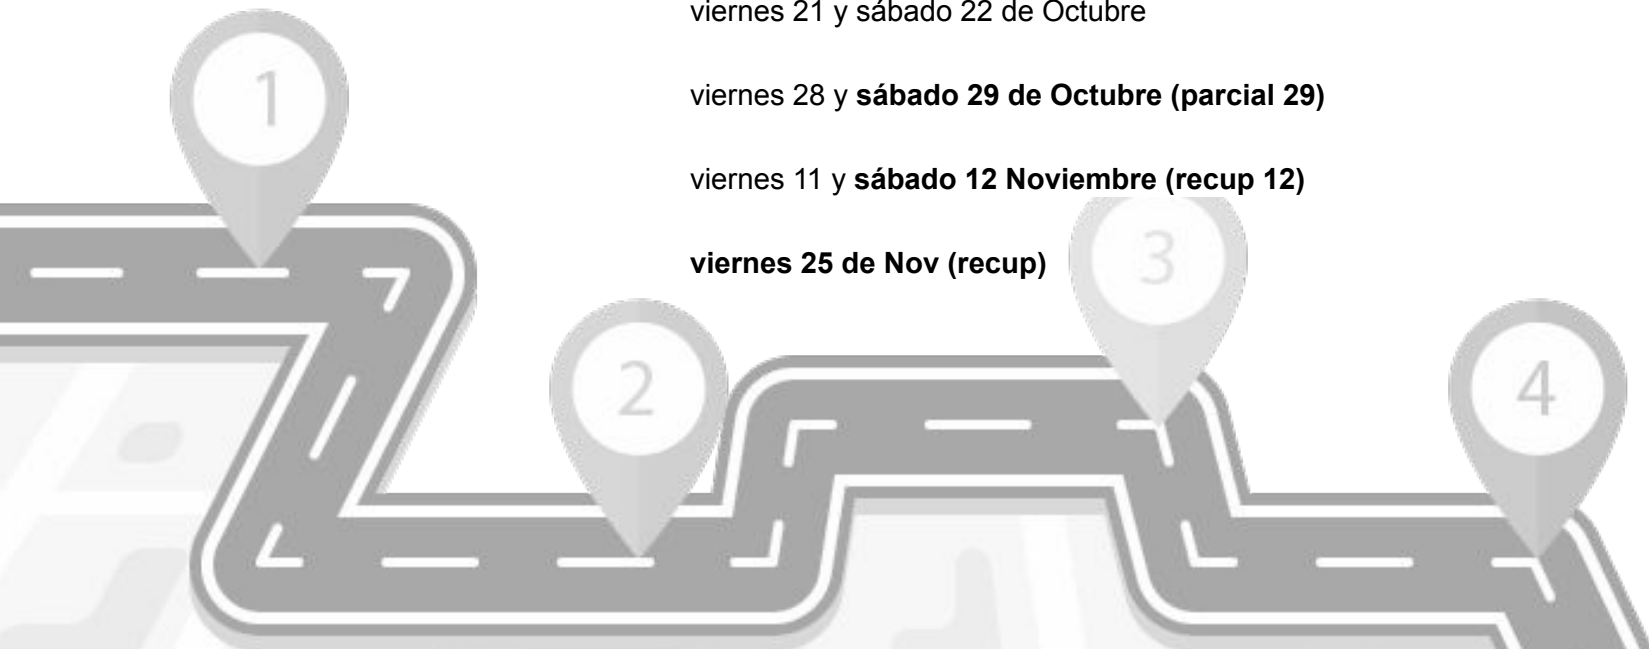 viernes 21 y sábado 22 de Octubre
viernes 28 y sábado 29 de Octubre (parcial 29)
viernes 11 y sábado 12 Noviembre (recup 12)
viernes 25 de Nov (recup)
1
2
3
4